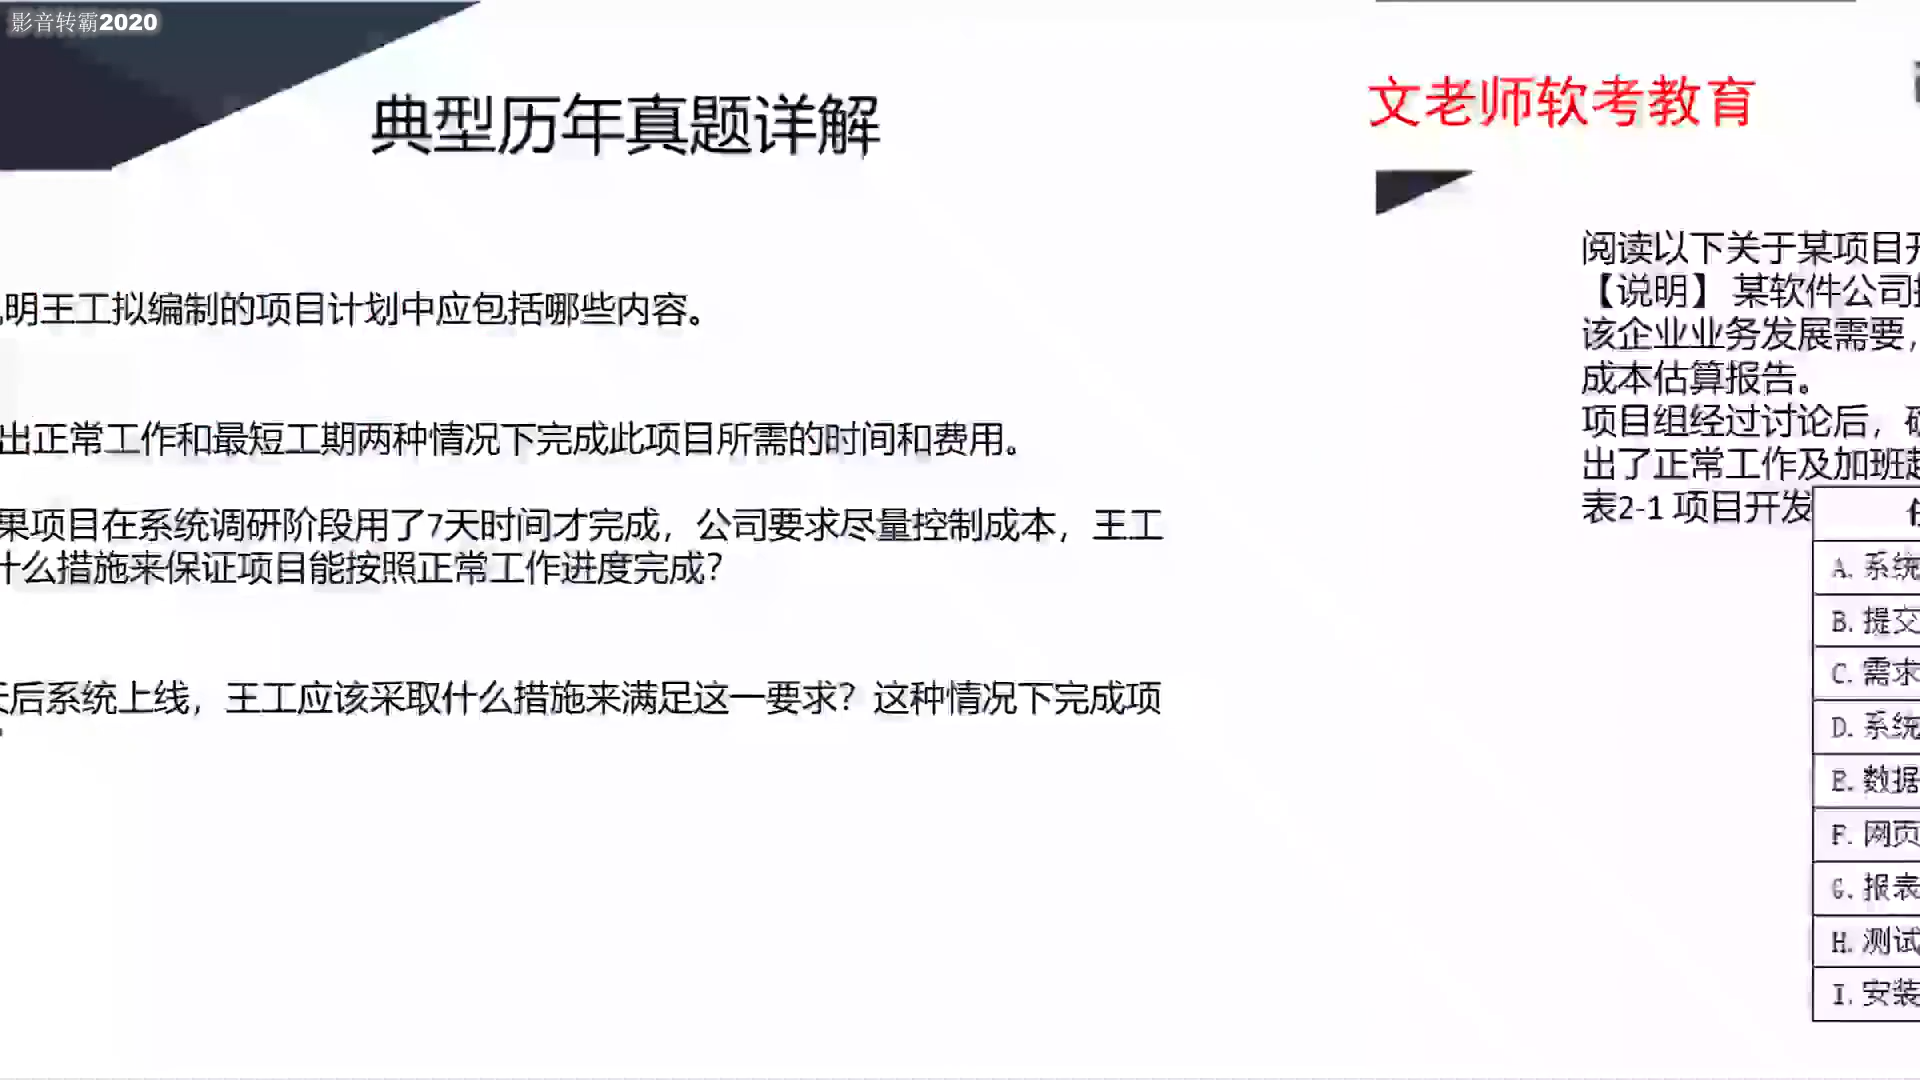 影音转霸2020
典型历年真题详解
明王工拟编制的项目计划中应包括哪些内容。
出正常工作和最短工期两种情况下完成此项目所需的时间和费用。
果项目在系统调研阶段用了7天时间才完成，公司要求尽量控制成本，王工
什么措施来保证项目能按照正常工作进度完成？
后系统上线，王工应该采取什么措施来满足这一要求？这种情况下完成项
文老师软考教育
阅读以下关于某项目开
【说明】 某软件公司
该企业业务发展需要，
成本估算报告。
项目组经过讨论后，
出了正常工作及加班
表2-1 项目开发
A. 系统
B. 提交
C. 需求
D. 系统
E. 数据
F. 网页
G. 报表
H. 测试
I. 安装